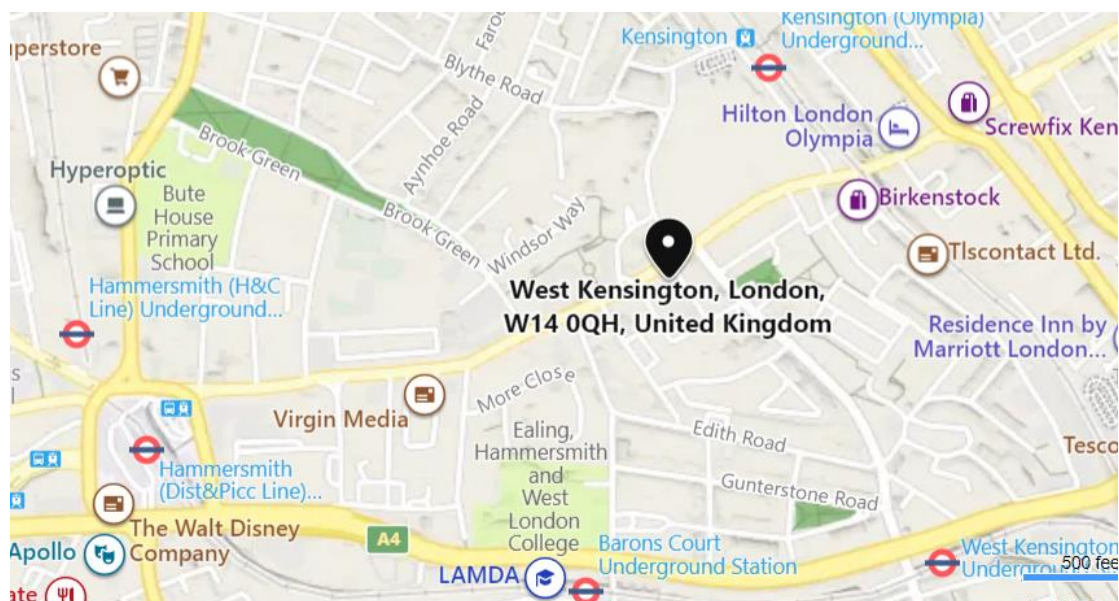 Kensington (Olympia)
Underground...
Kensington
perstore
Blythe Road
Hilton London
Olympia
Screwfix Ken
Aynhoe Road
Brook Green
Hyperoptic
Bute
House
Primary
School
Brook Green
Windsor Way
Birkenstock
Tlscontact Ltd.
Hammersmith (H&C
Line) Underground...
West Kensington, London,
W14 0QH, United Kingdom
Residence Inn by
Marriott London...
More Close
Virgin Media
Edith Road
Ealing,
Hammersmith
and
West
London
College
Tesco
Hammersmith
(Dist&Picc Line)...
Gunterstone Road
The Walt Disney
Company
A4
Apollo
Barons Court
Underground Station
LAMDA
West Kensington
500 fee
ate